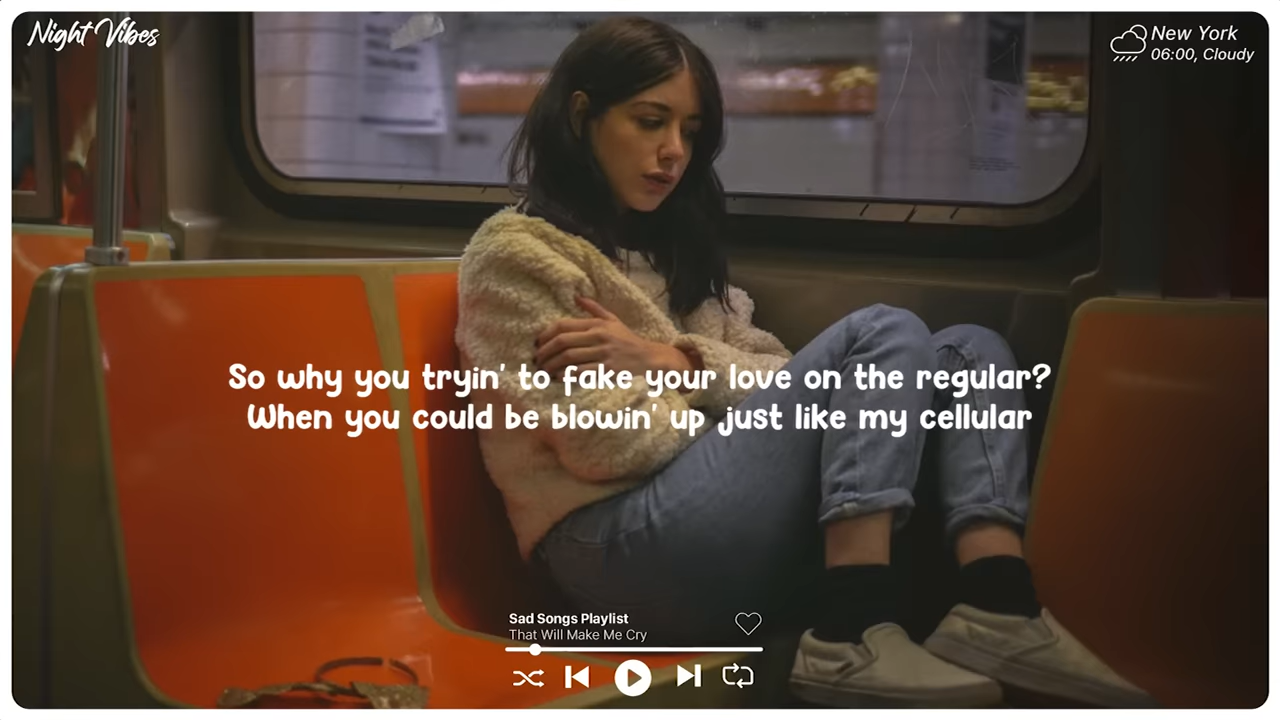 Night Vibes
New York
06:00, Cloudy
So why you tryin' to fake your love on the regular?
When you could be blowin' up just like my cellular
Sad Songs Playlist
That Will Make Me Cry